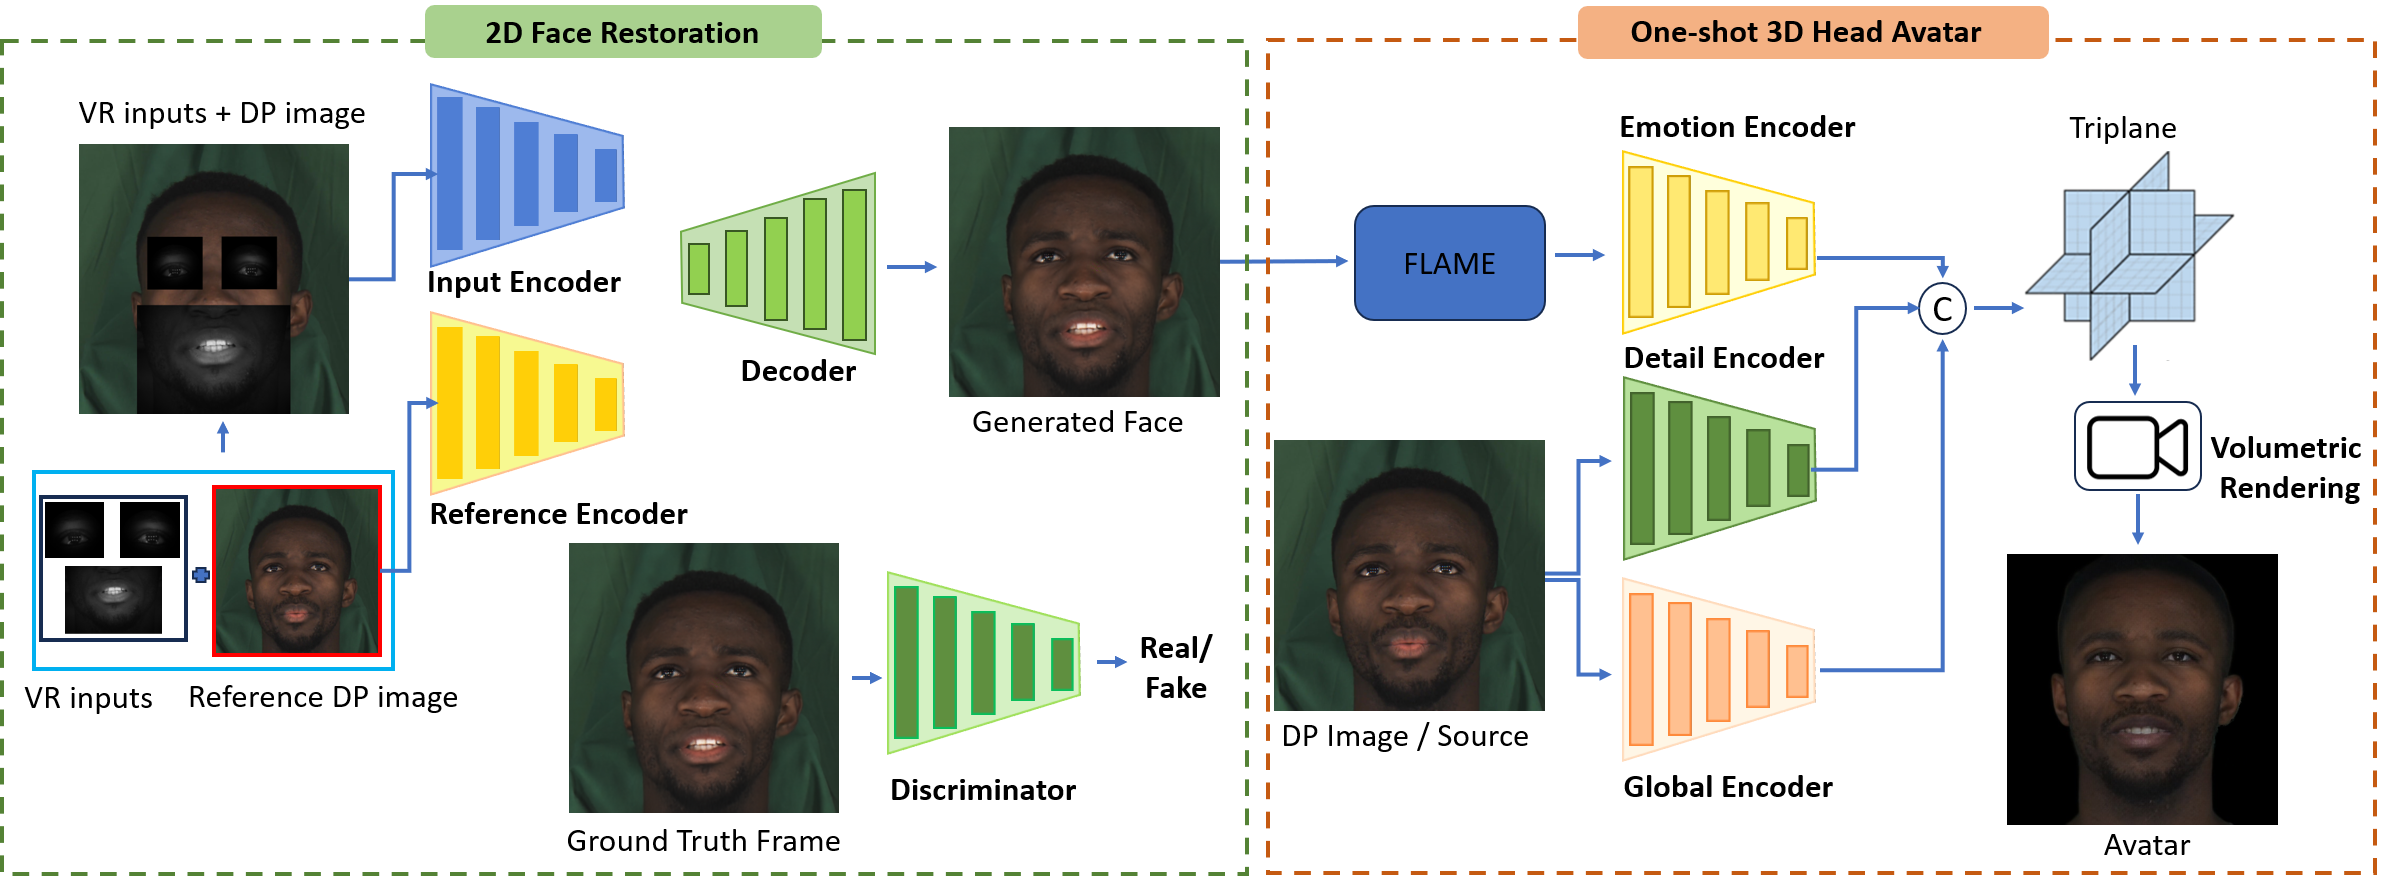 2D Face Restoration
VR inputs + DP image
Input Encoder
Decoder
Generated Face
Reference Encoder
VR inputs
Reference DP image
Ground Truth Frame
Discriminator
Real/
Fake
One-shot 3D Head Avatar
FLAME
Emotion Encoder
Detail Encoder
DP Image / Source
Global Encoder
C
Triplane
Volumetric
Rendering
Avatar